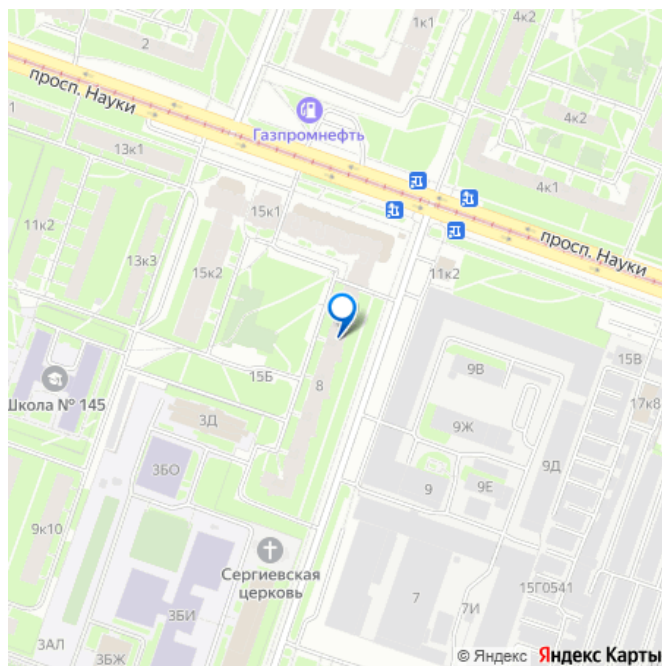 2
1к1
4к2
просп. Науки
Газпромнефть
1
13к1
4к2
4к1
11к2
13к3
15к1
15к2
просп. Науки
11к2
15Б
8
9В
15В
17к8
Школа № 145
3Д
9Ж
9Д
3БО
9
9Е
9к10
Сергиевская
церковь
15Г0541
3БИ
7
7И
3АЛ
3БЖ
© Яндекс Яндекс Карты